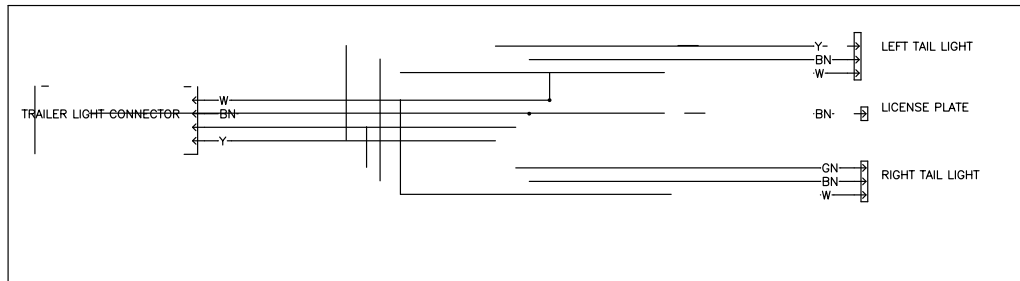 Y
LEFT TAIL LIGHT
BN
W
W
TRAILER LIGHT CONNECTOR
BN
BN
LICENSE PLATE
Y
GN
BN
RIGHT TAIL LIGHT
W